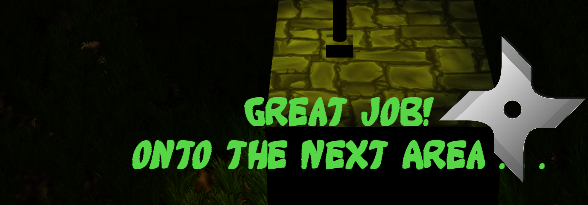 GREAT JOB!
ONTO THE NEXT AREA . . .